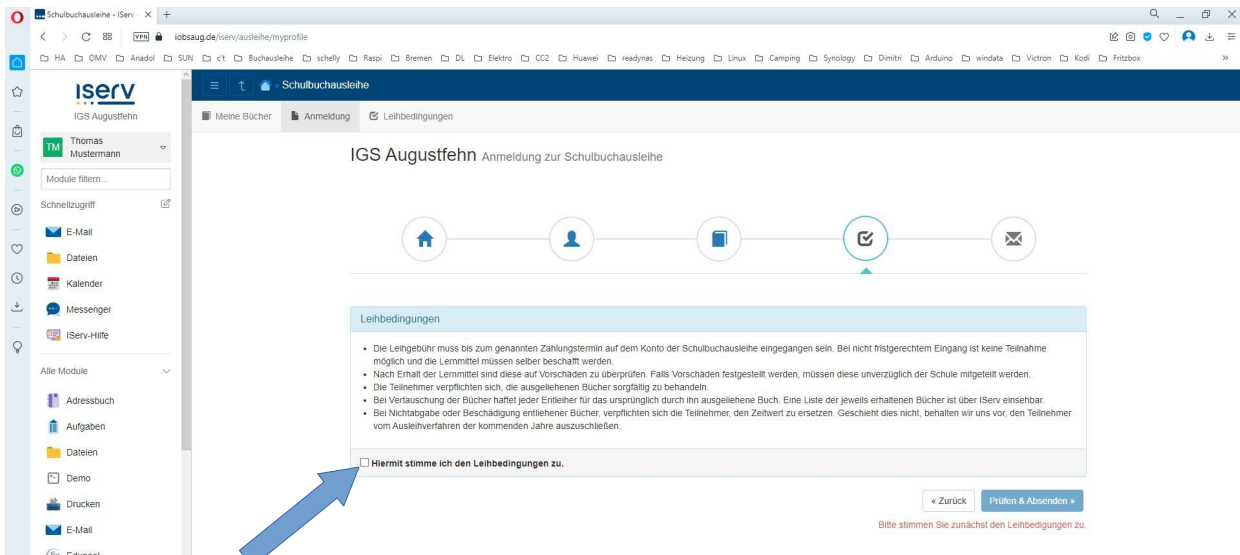 Schulbuchausleihe - IServ
VPN iobsaug.de/iserv/ausleihe/myprofile
HA OMV Anadol SUN c't Buchausleihe schelly Raspi Bremen DL Elektro CC2 Huawei readynas Heizung Linux Camping Synology Dimitri Arduino windata Victron Kodi Fritzbox »
IServ
IGS Augustfehn
TM Thomas
Mustermann
Module filtern...
Schnellzugriff
E-Mail
Dateien
Kalender
Messenger
IServ-Hilfe
Alle Module
Adressbuch
Aufgaben
Dateien
Demo
Drucken
E-Mail
Schulbuchausleihe
Meine Bücher Anmeldung Leihbedingungen
IGS Augustfehn Anmeldung zur Schulbuchausleihe
Leihbedingungen
• Die Leihgebühr muss bis zum genannten Zahlungstermin auf dem Konto der Schulbuchausleihe eingegangen sein. Bei nicht fristgerechtem Eingang ist keine Teilnahme
möglich und die Lernmittel müssen selber beschafft werden.
• Nach Erhalt der Lernmittel sind diese auf Vorschäden zu überprüfen. Falls Vorschäden festgestellt werden, müssen diese unverzüglich der Schule mitgeteilt werden.
• Die Teilnehmer verpflichten sich, die ausgeliehenen Bücher sorgfältig zu behandeln.
• Bei Vertauschung der Bücher haftet jeder Entleiher für das ursprünglich durch ihn ausgeliehene Buch. Eine Liste der jeweils erhaltenen Bücher ist über IServ einsehbar.
• Bei Nichtabgabe oder Beschädigung entliehener Bücher, verpflichten sich die Teilnehmer, den Zeitwert zu ersetzen. Geschieht dies nicht, behalten wir uns vor, den Teilnehmer
vom Ausleihverfahren der kommenden Jahre auszuschließen.
Hiermit stimme ich den Leihbedingungen zu.
« Zurück Prüfen & Absenden »
Bitte stimmen Sie zunächst den Leihbedigungen zu.